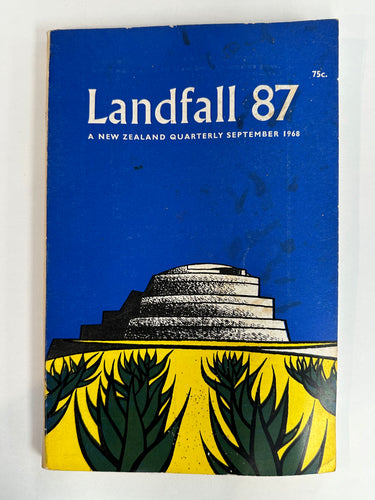 75c.
Landfall 87
A NEW ZEALAND QUARTERLY SEPTEMBER 1968